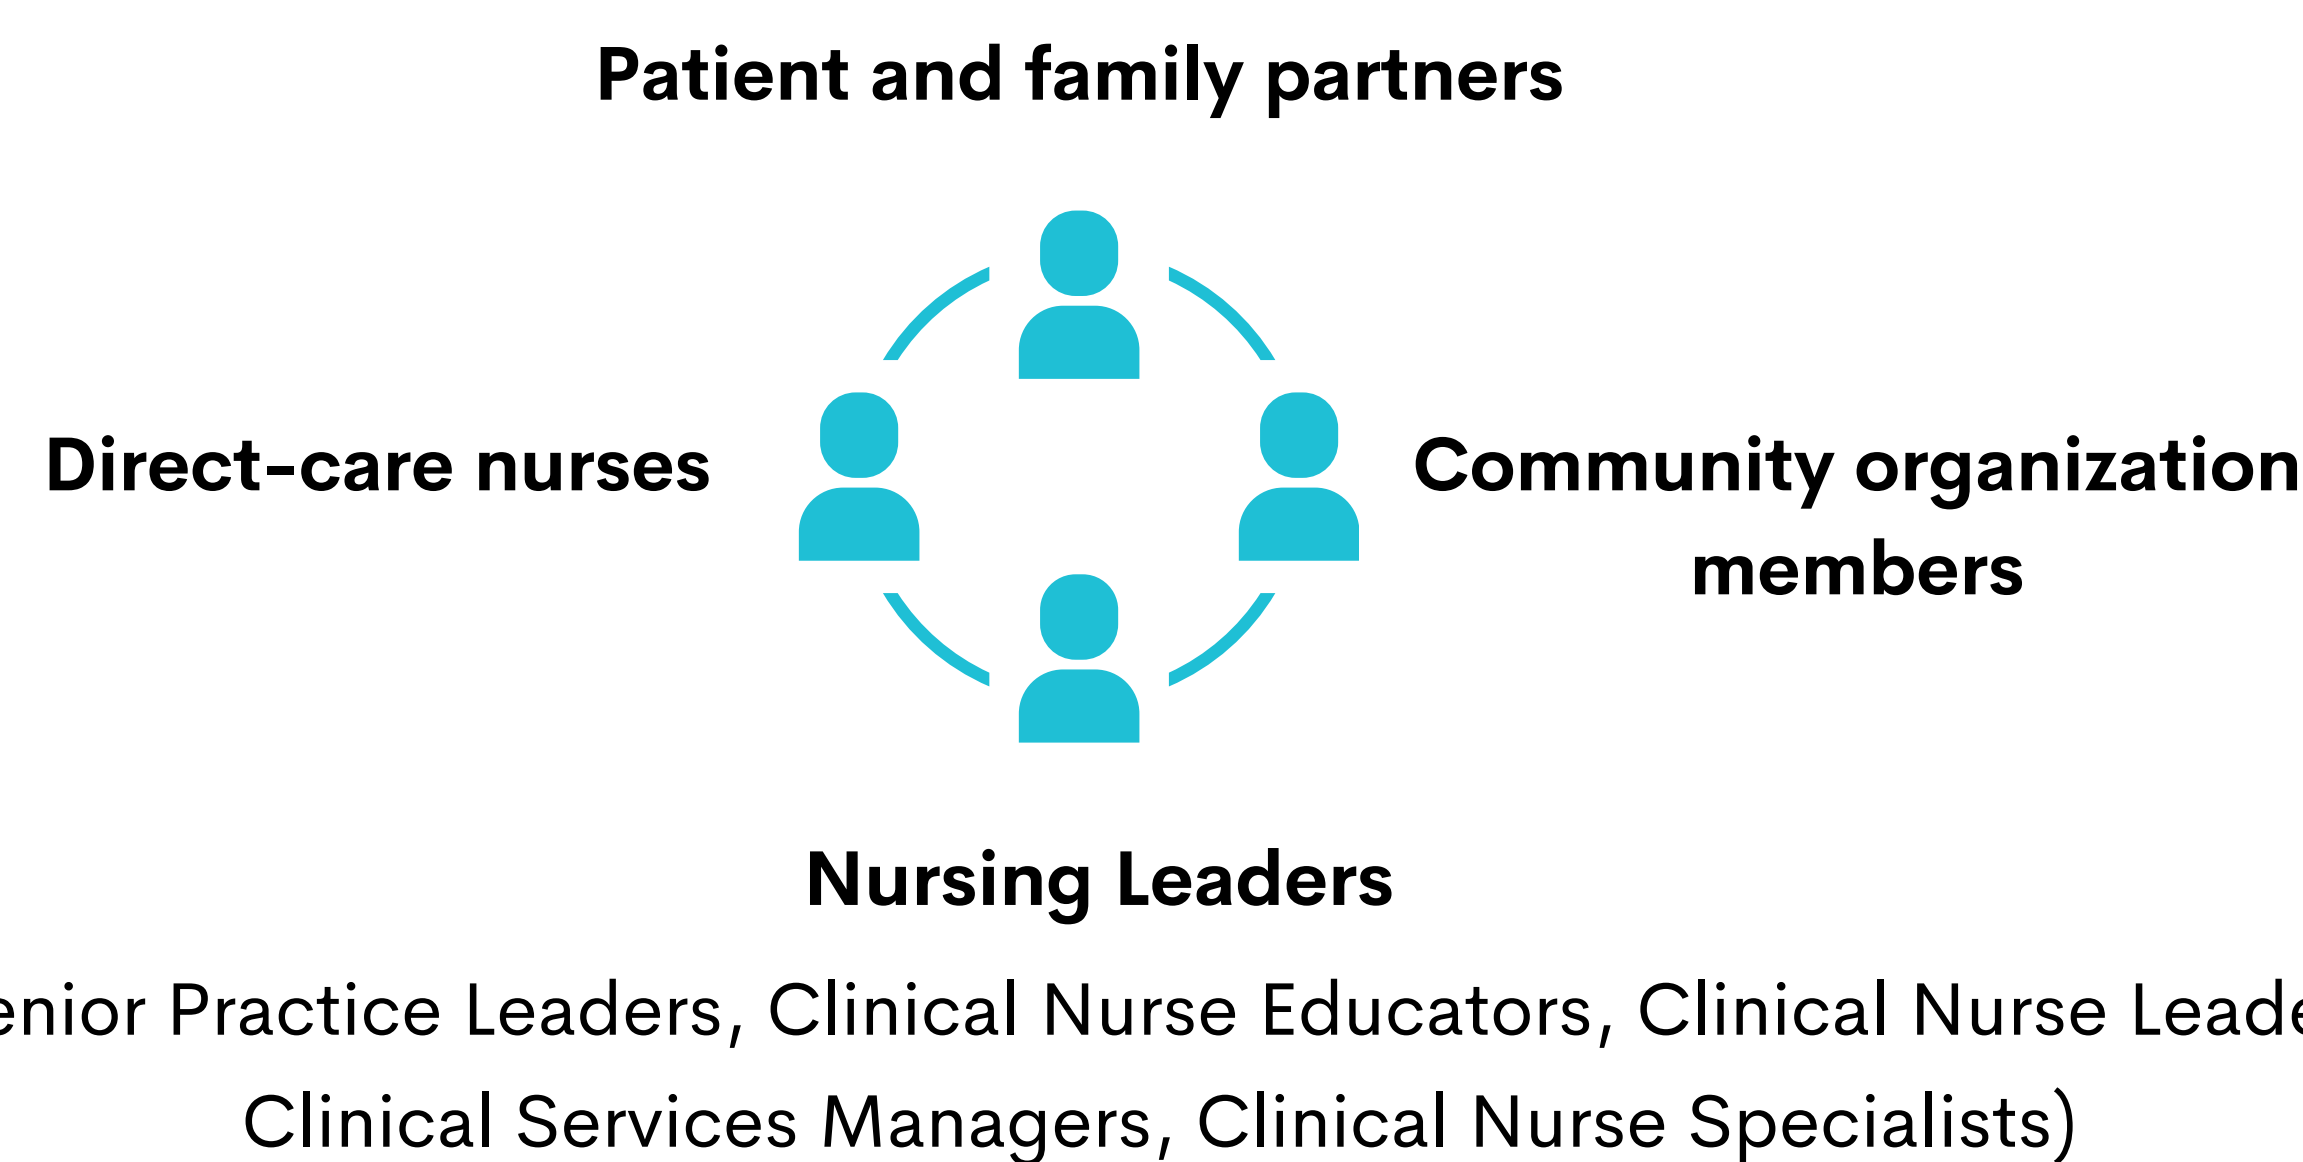 Patient and family partners
Direct-care nurses
Community organization
members
Nursing Leaders
enior Practice Leaders, Clinical Nurse Educators, Clinical Nurse Leade
Clinical Services Managers, Clinical Nurse Specialists)